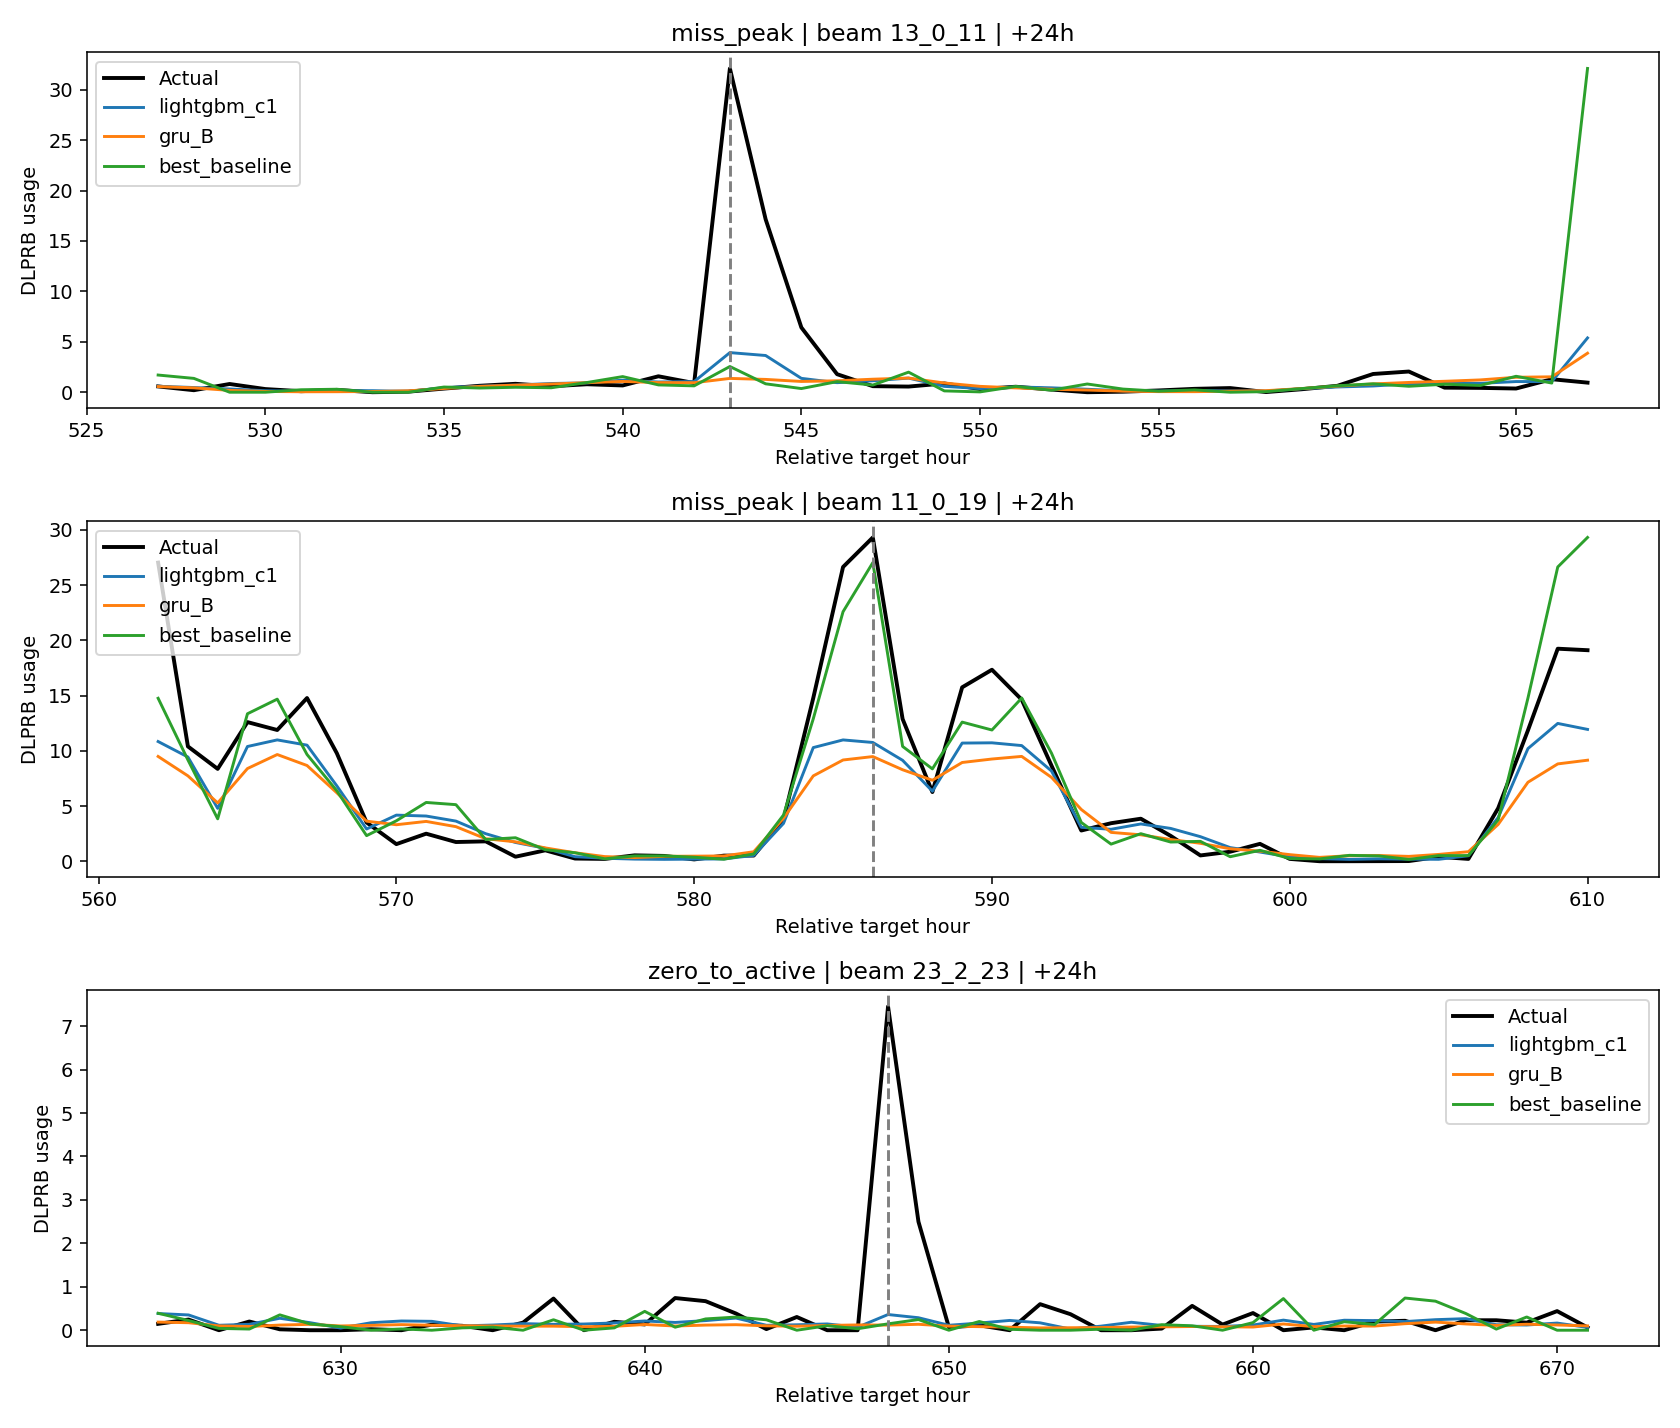 miss_peak | beam 13_0_11 | +24h
Actual
lightgbm_c1
gru_B
best_baseline
DLPRB usage
30
25
20
15
10
5
0
525 530 535 540 545 550 555 560 565
Relative target hour
miss_peak | beam 11_0_19 | +24h
Actual
lightgbm_c1
gru_B
best_baseline
DLPRB usage
30
25
20
15
10
5
0
560 570 580 590 600 610
Relative target hour
zero_to_active | beam 23_2_23 | +24h
Actual
lightgbm_c1
gru_B
best_baseline
DLPRB usage
7
6
5
4
3
2
1
0
630 640 650 660 670
Relative target hour